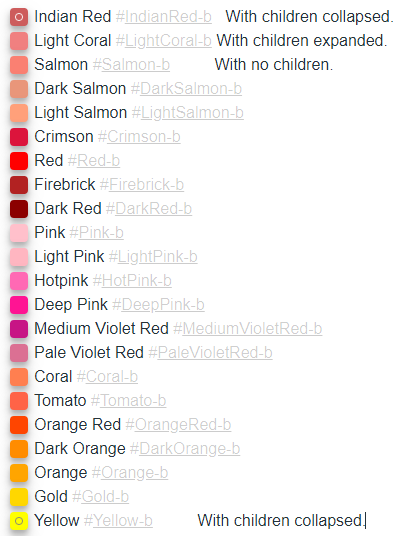 Indian Red #IndianRed-b With children collapsed.
Light Coral #LightCoral-b With children expanded.
Salmon #Salmon-b With no children.
Dark Salmon #DarkSalmon-b
Light Salmon #LightSalmon-b
Crimson #Crimson-b
Red #Red-b
Firebrick #Firebrick-b
Dark Red #DarkRed-b
Pink #Pink-b
Light Pink #LightPink-b
Hotpink #HotPink-b
Deep Pink #DeepPink-b
Medium Violet Red #MediumVioletRed-b
Pale Violet Red #PaleVioletRed-b
Coral #Coral-b
Tomato #Tomato-b
Orange Red #OrangeRed-b
Dark Orange #DarkOrange-b
Orange #Orange-b
Gold #Gold-b
Yellow #Yellow-b With children collapsed.